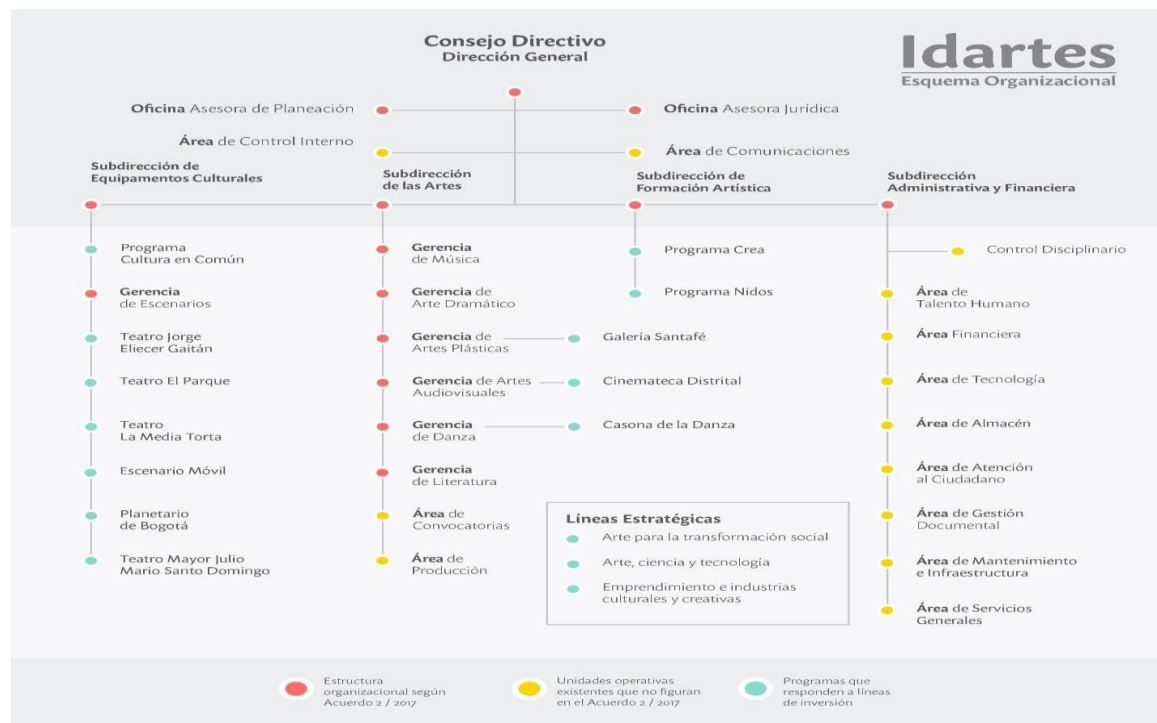 Consejo Directivo
Dirección General
Idartes
Esquema Organizacional
Oficina Asesora de Planeación
Oficina Asesora Jurídica
Área de Control Interno
Área de Comunicaciones
Subdirección de
Equipamentos Culturales
Subdirección
de las Artes
Subdirección de
Formación Artística
Subdirección
Administrativa y Financiera
Programa
Cultura en Común
Gerencia
de Escenarios
Teatro Jorge
Eliecer Gaitán
Teatro El Parque
Teatro
La Media Torta
Escenario Móvil
Planetario
de Bogotá
Teatro Mayor Julio
Mario Santo Domingo
Gerencia
de Música
Gerencia de
Arte Dramático
Gerencia de
Artes Plásticas
Gerencia de Artes
Audiovisuales
Gerencia
de Danza
Gerencia
de Literatura
Área de
Convocatorias
Área de
Producción
Programa Crea
Programa Nidos
Galería Santafé
Cinemateca Distrital
Casona de la Danza
Líneas Estratégicas
Arte para la transformación social
Arte, ciencia y tecnología
Emprendimiento e industrias
culturales y creativas
Control Disciplinario
Área de
Talento Humano
Área Financiera
Área de Tecnología
Área de Almacén
Área de Atención
al Ciudadano
Área de Gestión
Documental
Área de Mantenimiento
e Infraestructura
Área de Servicios
Generales
Estructura
organizacional según
Acuerdo 2 / 2017
Unidades operativas
existentes que no figuran
en el Acuerdo 2 / 2017
Programas que
responden a líneas
de inversión